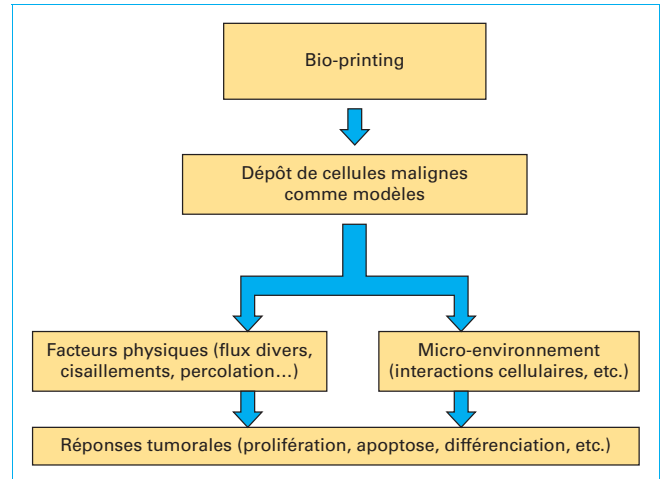 Bio-printing
Dépôt de cellules malignes
comme modèles
Facteurs physiques (flux divers,
cisaillements, percolation…)
Micro-environnement
(interactions cellulaires, etc.)
Réponses tumorales (prolifération, apoptose, différenciation, etc.)